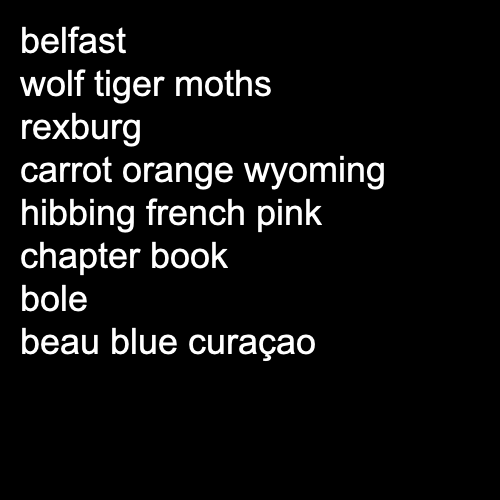 belfast
wolf tiger moths
rexburg
carrot orange wyoming
hibbing french pink
chapter book
bole
beau blue curaçao